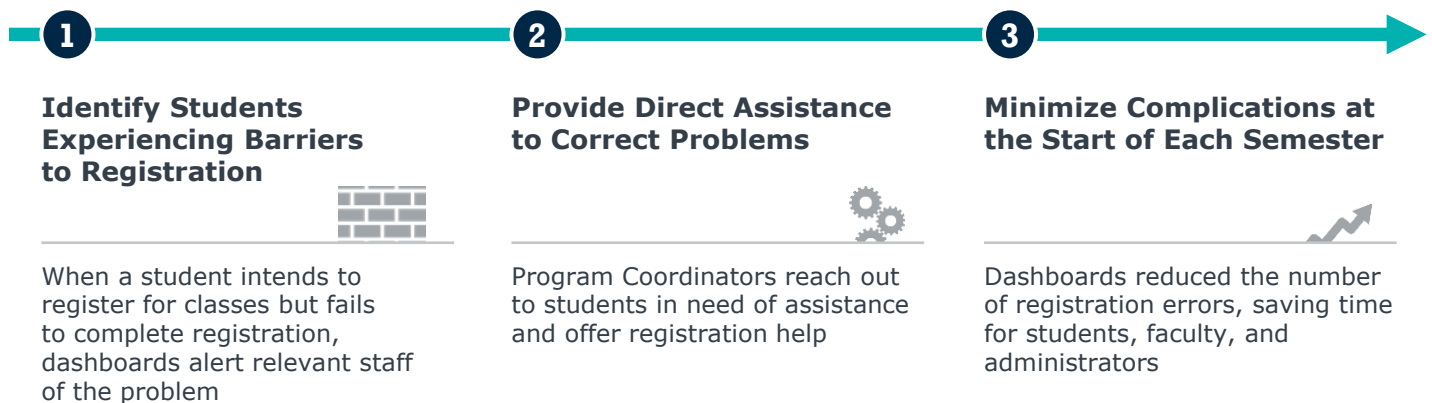 1
Identify Students
Experiencing Barriers
to Registration
When a student intends to
register for classes but fails
to complete registration,
dashboards alert relevant staff
of the problem
2
Provide Direct Assistance
to Correct Problems
Program Coordinators reach out
to students in need of assistance
and offer registration help
3
Minimize Complications at
the Start of Each Semester
Dashboards reduced the number
of registration errors, saving time
for students, faculty, and
administrators